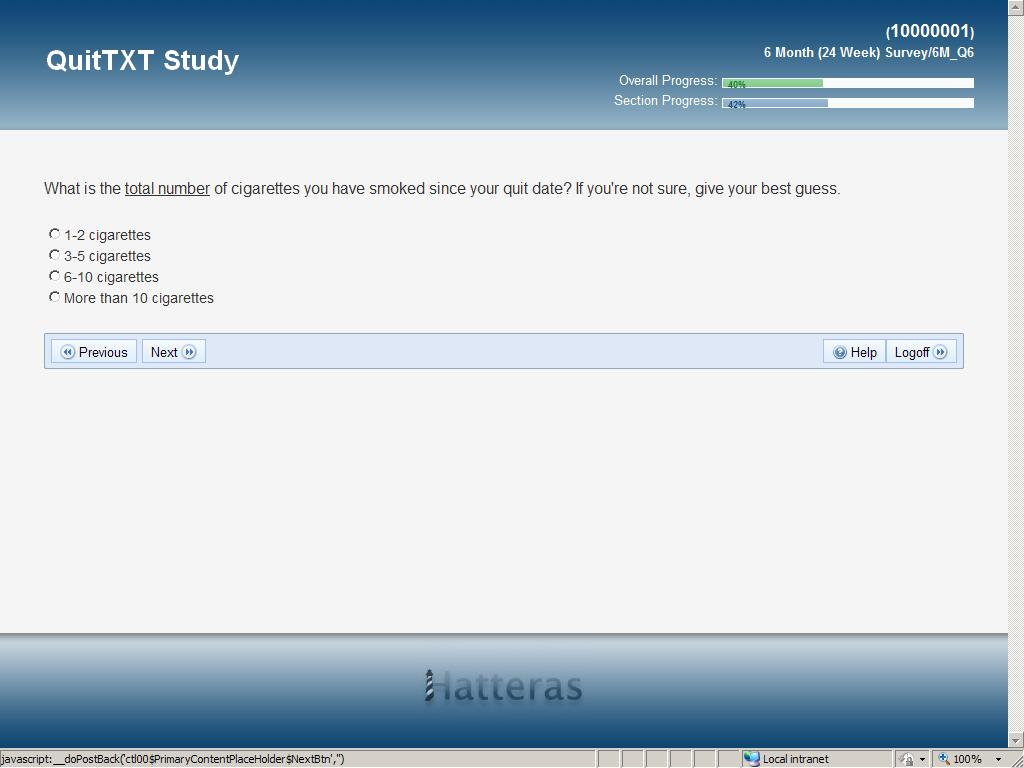 (10000001)
QuitTXT Study
6 Month (24 Week) Survey/6M_Q6
Overall Progress: 40%
Section Progress: 42%
What is the total number of cigarettes you have smoked since your quit date? If you're not sure, give your best guess.
1-2 cigarettes
3-5 cigarettes
6-10 cigarettes
More than 10 cigarettes
Previous Next Help Logoff
Hatteras
javascript:__doPostBack('ctl00$PrimaryContentPlaceHolder$NextBtn','') Local intranet 100%